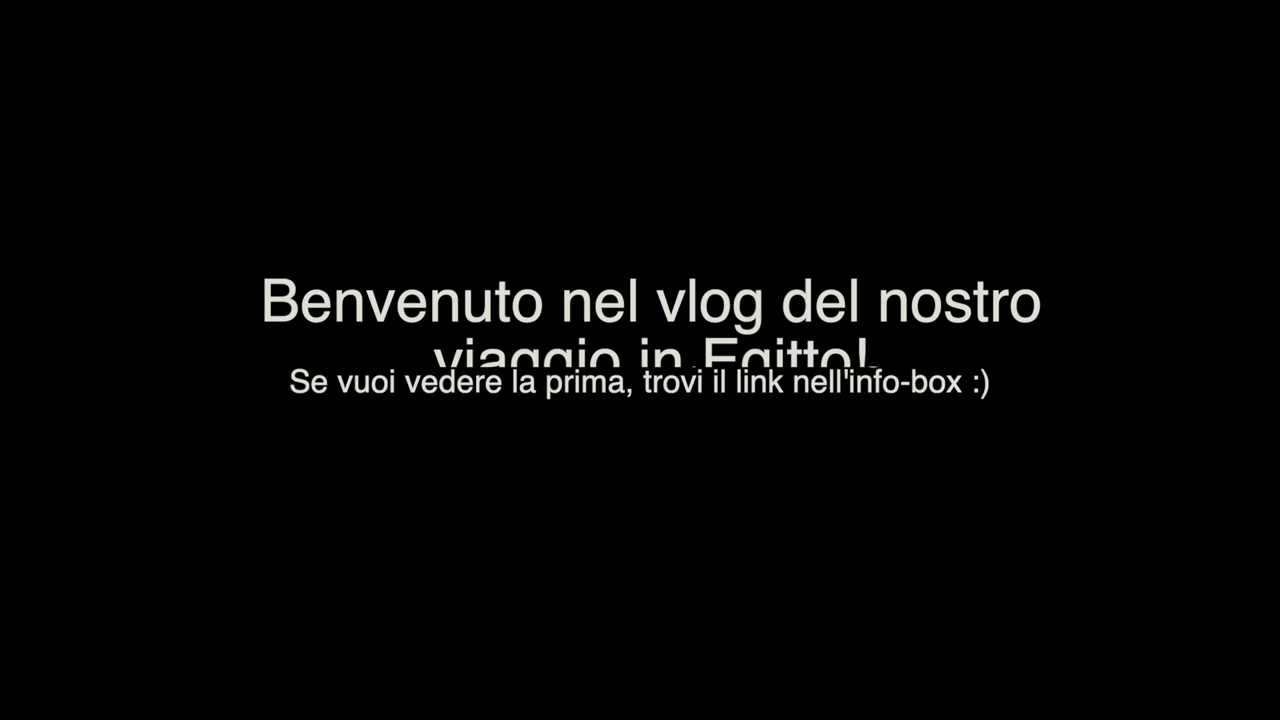 Benvenuto nel vlog del nostro
viaggio in Egitto!
Se vuoi vedere la prima, trovi il link nell'info-box :)